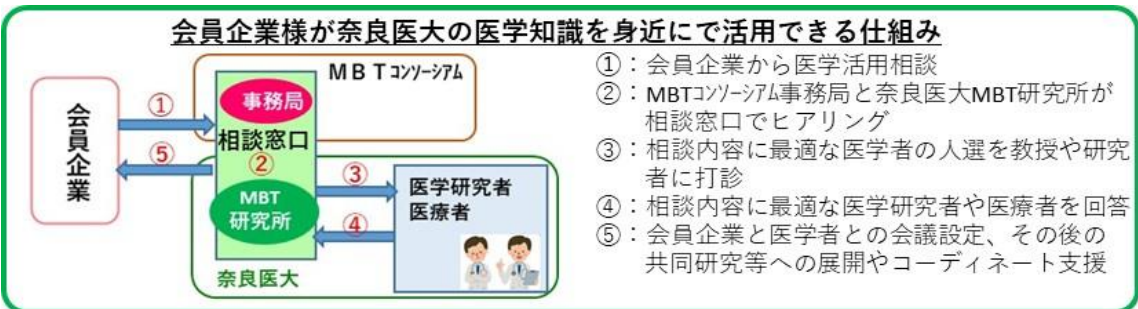 会員企業様が奈良医大の医学知識を身近にで活用できる仕組み
MBTコンソーシアム
事務局
会員企業
①
相談窓口
②
⑤
MBT
研究所
③
④
医学研究者
医療者
奈良医大
①：会員企業から医学活用相談
②：MBTコンソーシアム事務局と奈良医大MBT研究所が
相談窓口でヒアリング
③：相談内容に最適な医学者の人選を教授や研究
者に打診
④：相談内容に最適な医学研究者や医療者を回答
⑤：会員企業と医学者との会議設定、その後の
共同研究等への展開やコーディネート支援